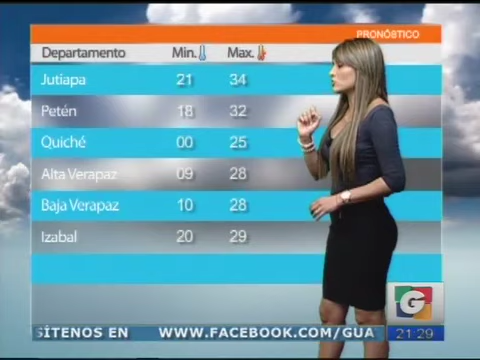 PRONÓSTICO
Departamento Min. Max.
Jutiapa 21 34
Petén 18 32
Quiché 00 25
Alta Verapaz 09 28
Baja Verapaz 10 28
Izabal 20 29
G
SÍTENOS EN WWW.FACEBOOK.COM/GUA 21:29